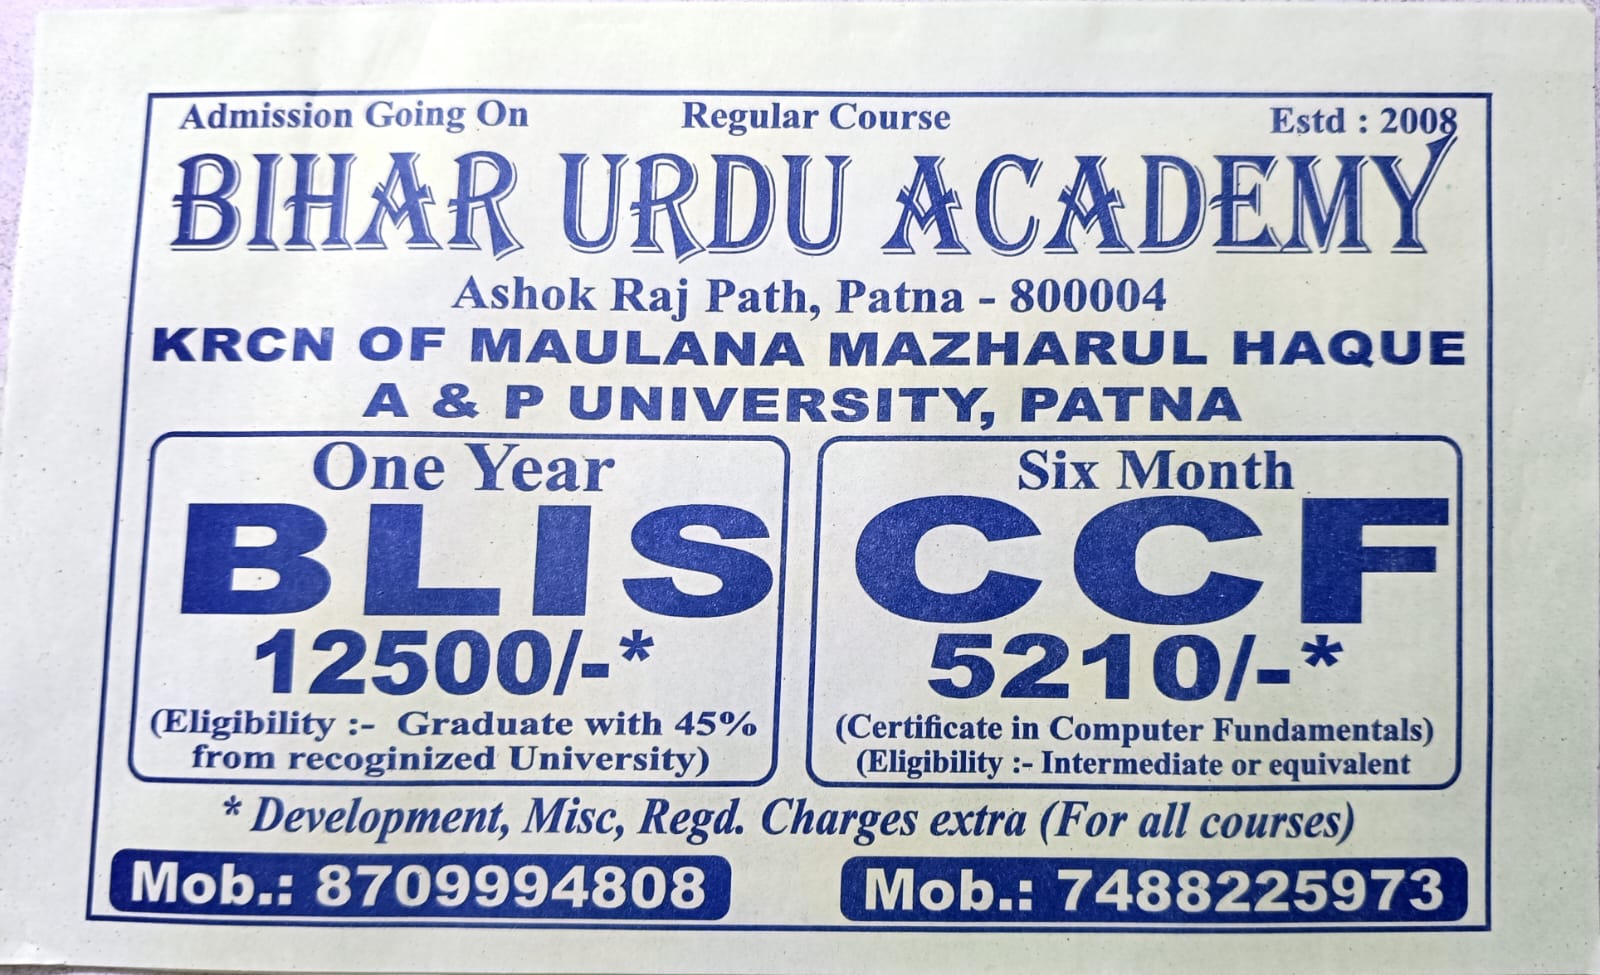 Admission Going On Regular Course Estd : 2008
BIHAR URDU ACADEMY
Ashok Raj Path, Patna - 800004
KRCN OF MAULANA MAZHARUL HAQUE
A & P UNIVERSITY, PATNA
One Year
BLIS
12500/-*
(Eligibility :- Graduate with 45%
from recoginized University)
Six Month
CCF
5210/-*
(Certificate in Computer Fundamentals)
(Eligibility :- Intermediate or equivalent
* Development, Misc, Regd. Charges extra (For all courses)
Mob.: 8709994808 Mob.: 7488225973